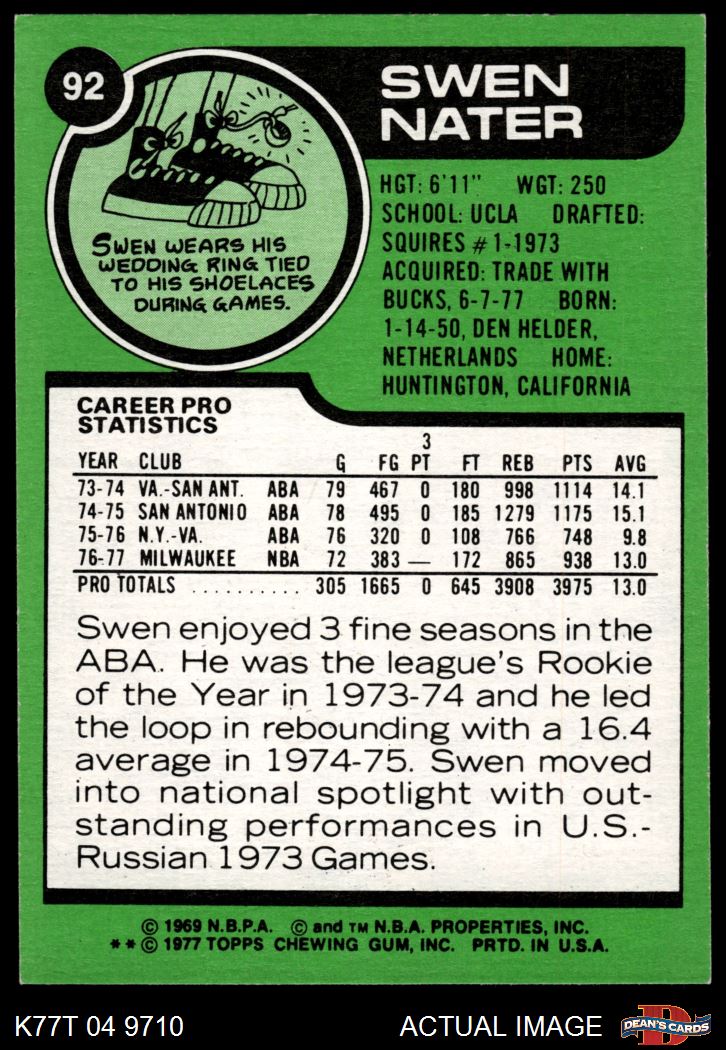 92
SWEN
NATER
HGT: 6'11" WGT: 250
SCHOOL: UCLA DRAFTED:
SQUIRES #1-1973
ACQUIRED: TRADE WITH
BUCKS, 6-7-77 BORN:
1-14-50, DEN HELDER,
NETHERLANDS HOME:
HUNTINGTON, CALIFORNIA
SWEN WEARS HIS
WEDDING RING TIED
TO HIS SHOELACES
DURING GAMES.
CAREER PRO
STATISTICS
3
YEAR CLUB G FG PT FT REB PTS AVG
73-74 VA.-SAN ANT. ABA 79 467 0 180 998 1114 14.1
74-75 SAN ANTONIO ABA 78 495 0 185 1279 1175 15.1
75-76 N.Y.-VA. ABA 76 320 0 108 766 748 9.8
76-77 MILWAUKEE NBA 72 383 — 172 865 938 13.0
PRO TOTALS .......... 305 1665 0 645 3908 3975 13.0
Swen enjoyed 3 fine seasons in the
ABA. He was the league's Rookie
of the Year in 1973-74 and he led
the loop in rebounding with a 16.4
average in 1974-75. Swen moved
into national spotlight with out-
standing performances in U.S.-
Russian 1973 Games.
© 1969 N.B.P.A. © and TM N.B.A. PROPERTIES, INC.
**© 1977 TOPPS CHEWING GUM, INC. PRTD. IN U.S.A.
K77T 04 9710 ACTUAL IMAGE
D
DEAN'S CARDS